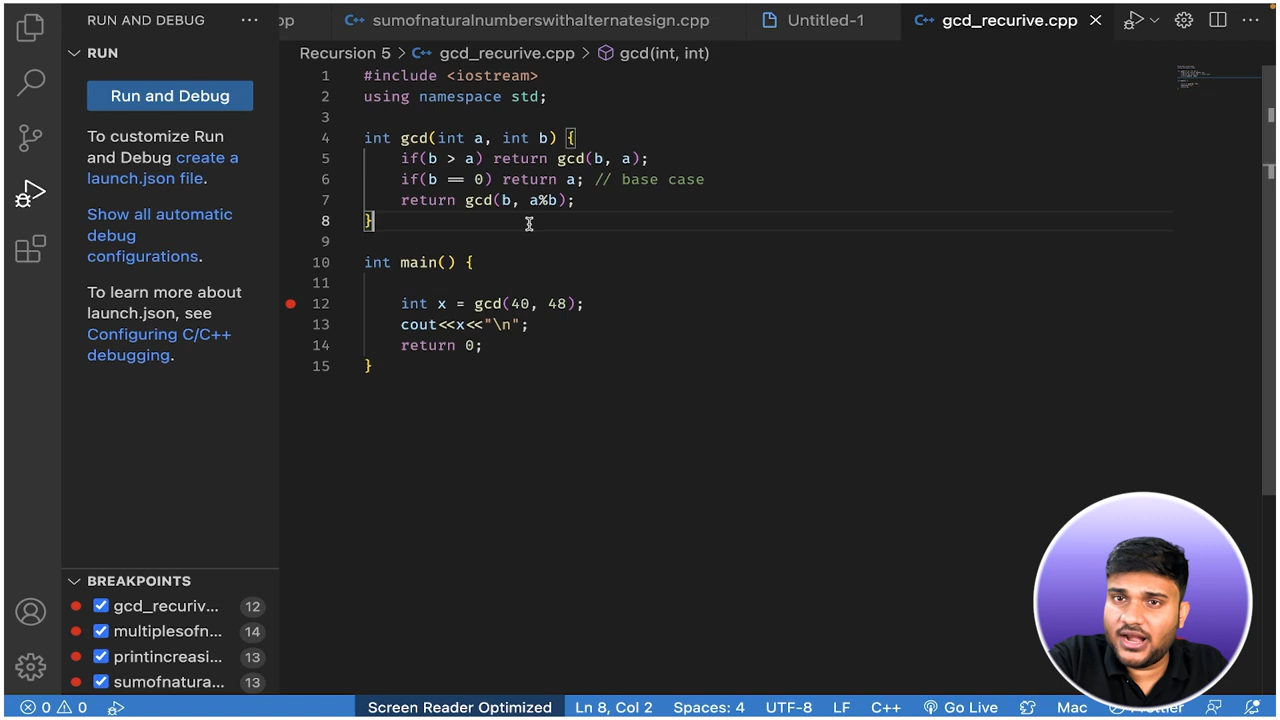 RUN AND DEBUG ...
pp
sumofnaturalnumberswithalternatesign.cpp
Untitled-1
gcd_recurive.cpp
RUN
Recursion 5 > gcd_recurive.cpp > gcd(int, int)
Run and Debug
To customize Run
and Debug create a
launch.json file.
Show all automatic
debug
configurations.
To learn more about
launch.json, see
Configuring C/C++
debugging.
1 #include <iostream>
2 using namespace std;
3
4 int gcd(int a, int b) {
5 if(b > a) return gcd(b, a);
6 if(b == 0) return a; // base case
7 return gcd(b, a%b);
8 }
9
10 int main() {
11
12 int x = gcd(40, 48);
13 cout<<x<<"\n";
14 return 0;
15 }
BREAKPOINTS
gcd_recuriv... 12
multiplesofn... 14
printincreasi... 13
sumofnatura... 13
0 0
Screen Reader Optimized
Ln 8, Col 2
Spaces: 4
UTF-8
LF
C++
Go Live
Mac